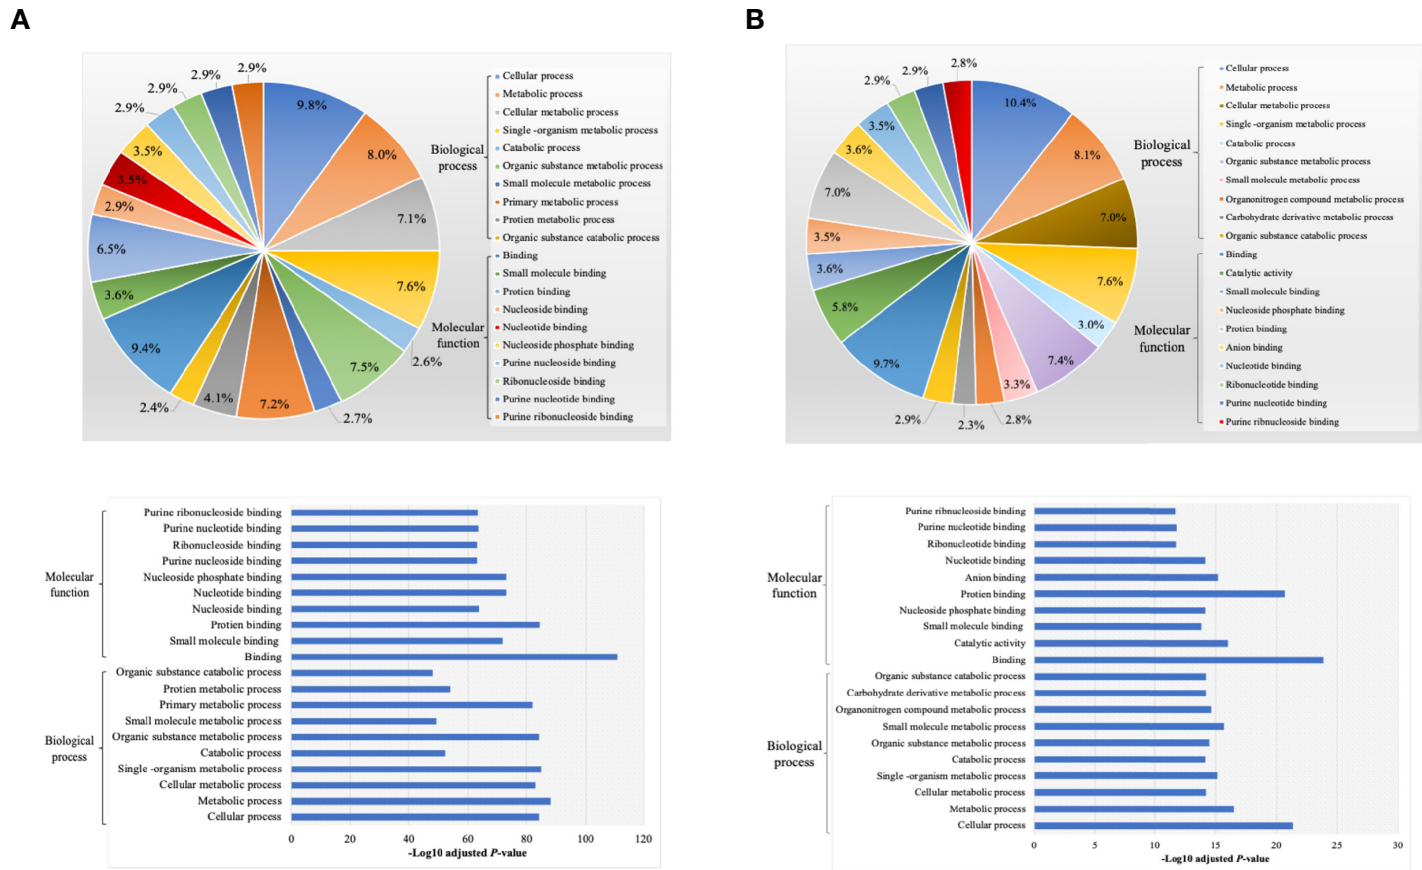 A
B
2.9%
2.9%
2.9%
2.9%
3.5%
3.5%
2.9%
6.5%
3.6%
9.4%
2.4%
4.1%
7.2%
2.7%
7.5%
2.6%
7.6%
7.1%
8.0%
9.8%
Biological
process
Cellular process
Metabolic process
Cellular metabolic process
Single -organism metabolic process
Catabolic process
Organic substance metabolic process
Small molecule metabolic process
Primary metabolic process
Protien metabolic process
Organic substance catabolic process
Molecular
function
Binding
Small molecule binding
Protien binding
Nucleoside binding
Nucleotide binding
Nucleoside phosphate binding
Purine nucleoside binding
Ribonucleoside binding
Purine nucleotide binding
Purine ribonucleoside binding
2.8%
2.9%
2.9%
3.5%
3.6%
7.0%
3.5%
3.6%
5.8%
9.7%
2.9%
2.3%
2.8%
3.3%
7.4%
3.0%
7.6%
7.0%
8.1%
10.4%
Biological
process
Cellular process
Metabolic process
Cellular metabolic process
Single -organism metabolic process
Catabolic process
Organic substance metabolic process
Small molecule metabolic process
Organonitrogen compound metabolic process
Carbohydrate derivative metabolic process
Organic substance catabolic process
Molecular
function
Binding
Catalytic activity
Small molecule binding
Nucleoside phosphate binding
Protien binding
Anion binding
Nucleotide binding
Ribonucleotide binding
Purine nucleotide binding
Purine ribnucleoside binding
Molecular
function
Purine ribonucleoside binding
Purine nucleotide binding
Ribonucleoside binding
Purine nucleoside binding
Nucleoside phosphate binding
Nucleotide binding
Nucleoside binding
Protien binding
Small molecule binding
Binding
Biological
process
Organic substance catabolic process
Protien metabolic process
Primary metabolic process
Small molecule metabolic process
Organic substance metabolic process
Catabolic process
Single -organism metabolic process
Cellular metabolic process
Metabolic process
Cellular process
0 20 40 60 80 100 120
-Log10 adjusted P-value
Molecular
function
Purine ribnucleoside binding
Purine nucleotide binding
Ribonucleotide binding
Nucleotide binding
Anion binding
Protien binding
Nucleoside phosphate binding
Small molecule binding
Catalytic activity
Binding
Biological
process
Organic substance catabolic process
Carbohydrate derivative metabolic process
Organonitrogen compound metabolic process
Small molecule metabolic process
Organic substance metabolic process
Catabolic process
Single -organism metabolic process
Cellular metabolic process
Metabolic process
Cellular process
0 5 10 15 20 25 30
-Log10 adjusted P-value